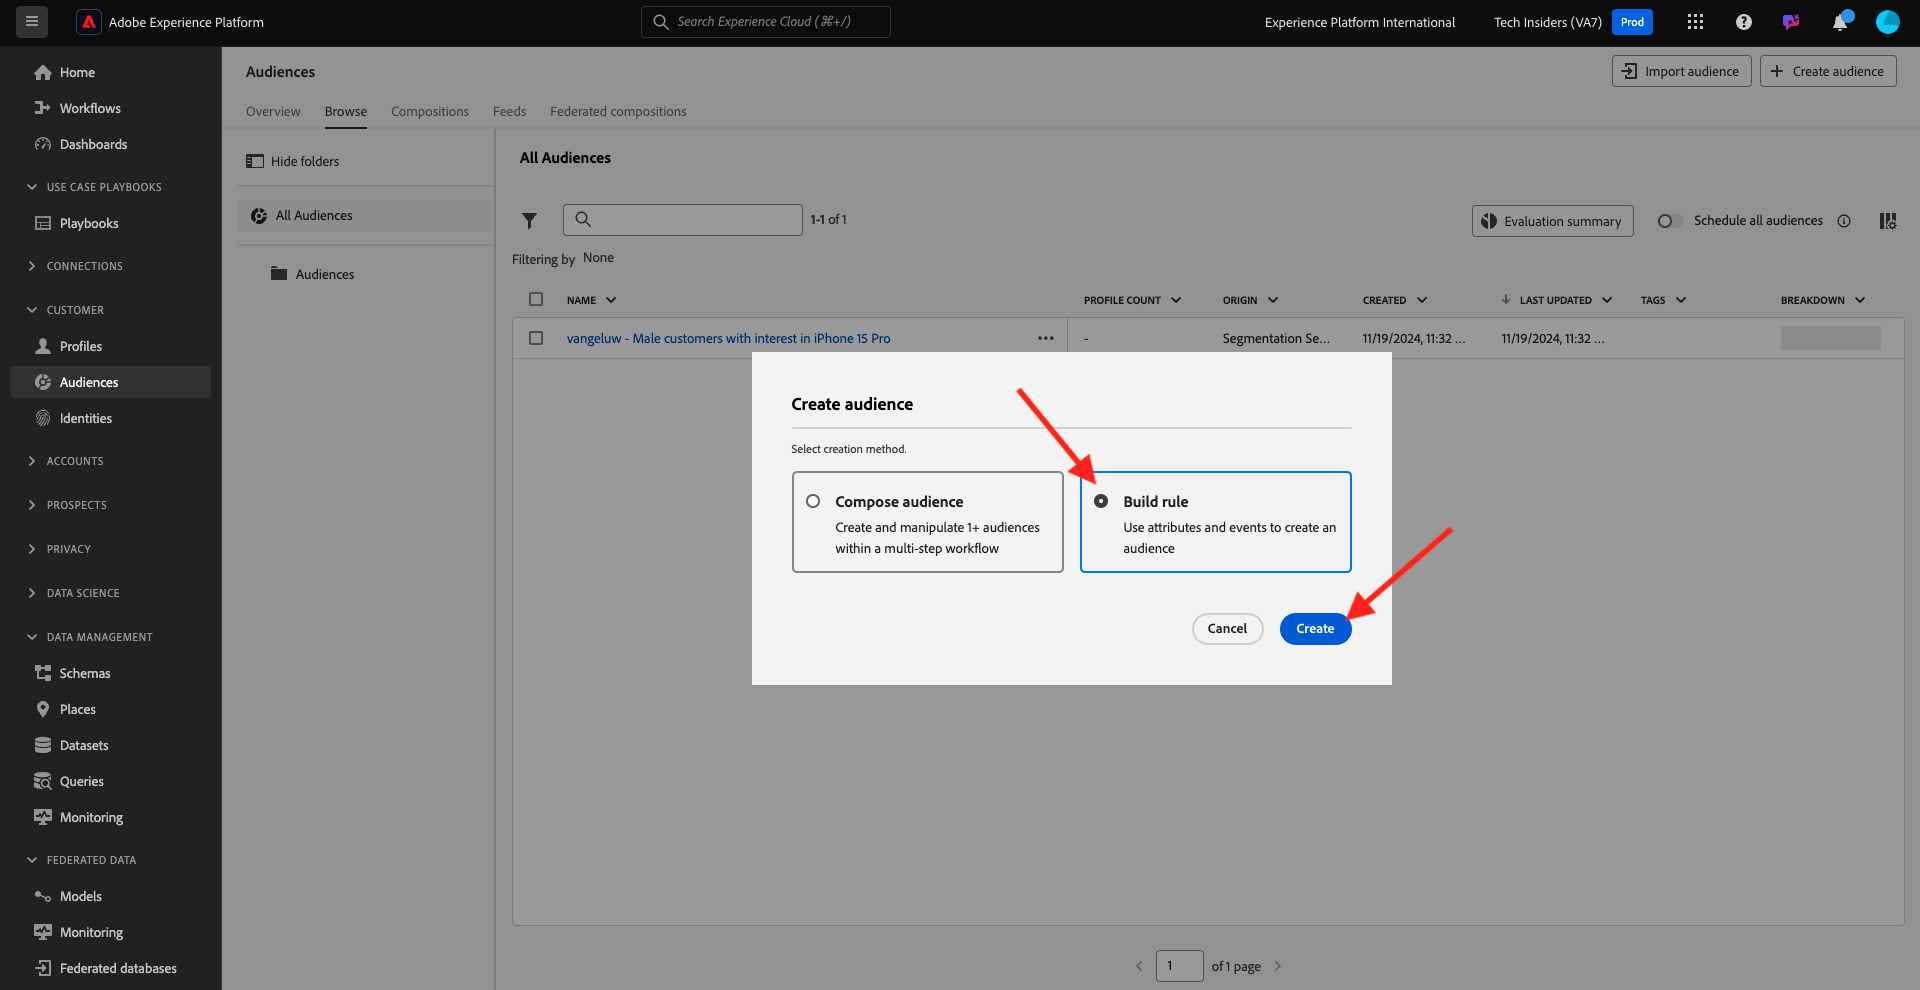 Adobe Experience Platform
Search Experience Cloud (⌘+/)
Experience Platform International
Tech Insiders (VA7)
Prod
Home
Workflows
Dashboards
USE CASE PLAYBOOKS
Playbooks
CONNECTIONS
CUSTOMER
Profiles
Audiences
Identities
ACCOUNTS
PROSPECTS
PRIVACY
DATA SCIENCE
DATA MANAGEMENT
Schemas
Places
Datasets
Queries
Monitoring
FEDERATED DATA
Models
Monitoring
Federated databases
Audiences
Import audience
Create audience
Overview Browse Compositions Feeds Federated compositions
Hide folders
All Audiences
Audiences
All Audiences
1-1 of 1
Evaluation summary
Schedule all audiences
Filtering by None
NAME PROFILE COUNT ORIGIN CREATED LAST UPDATED TAGS BREAKDOWN
vangeluw - Male customers with interest in iPhone 15 Pro - Segmentation Se... 11/19/2024, 11:32 ... 11/19/2024, 11:32 ...
Create audience
Select creation method.
Compose audience
Create and manipulate 1+ audiences
within a multi-step workflow
Build rule
Use attributes and events to create an
audience
Cancel
Create
1 of 1 page